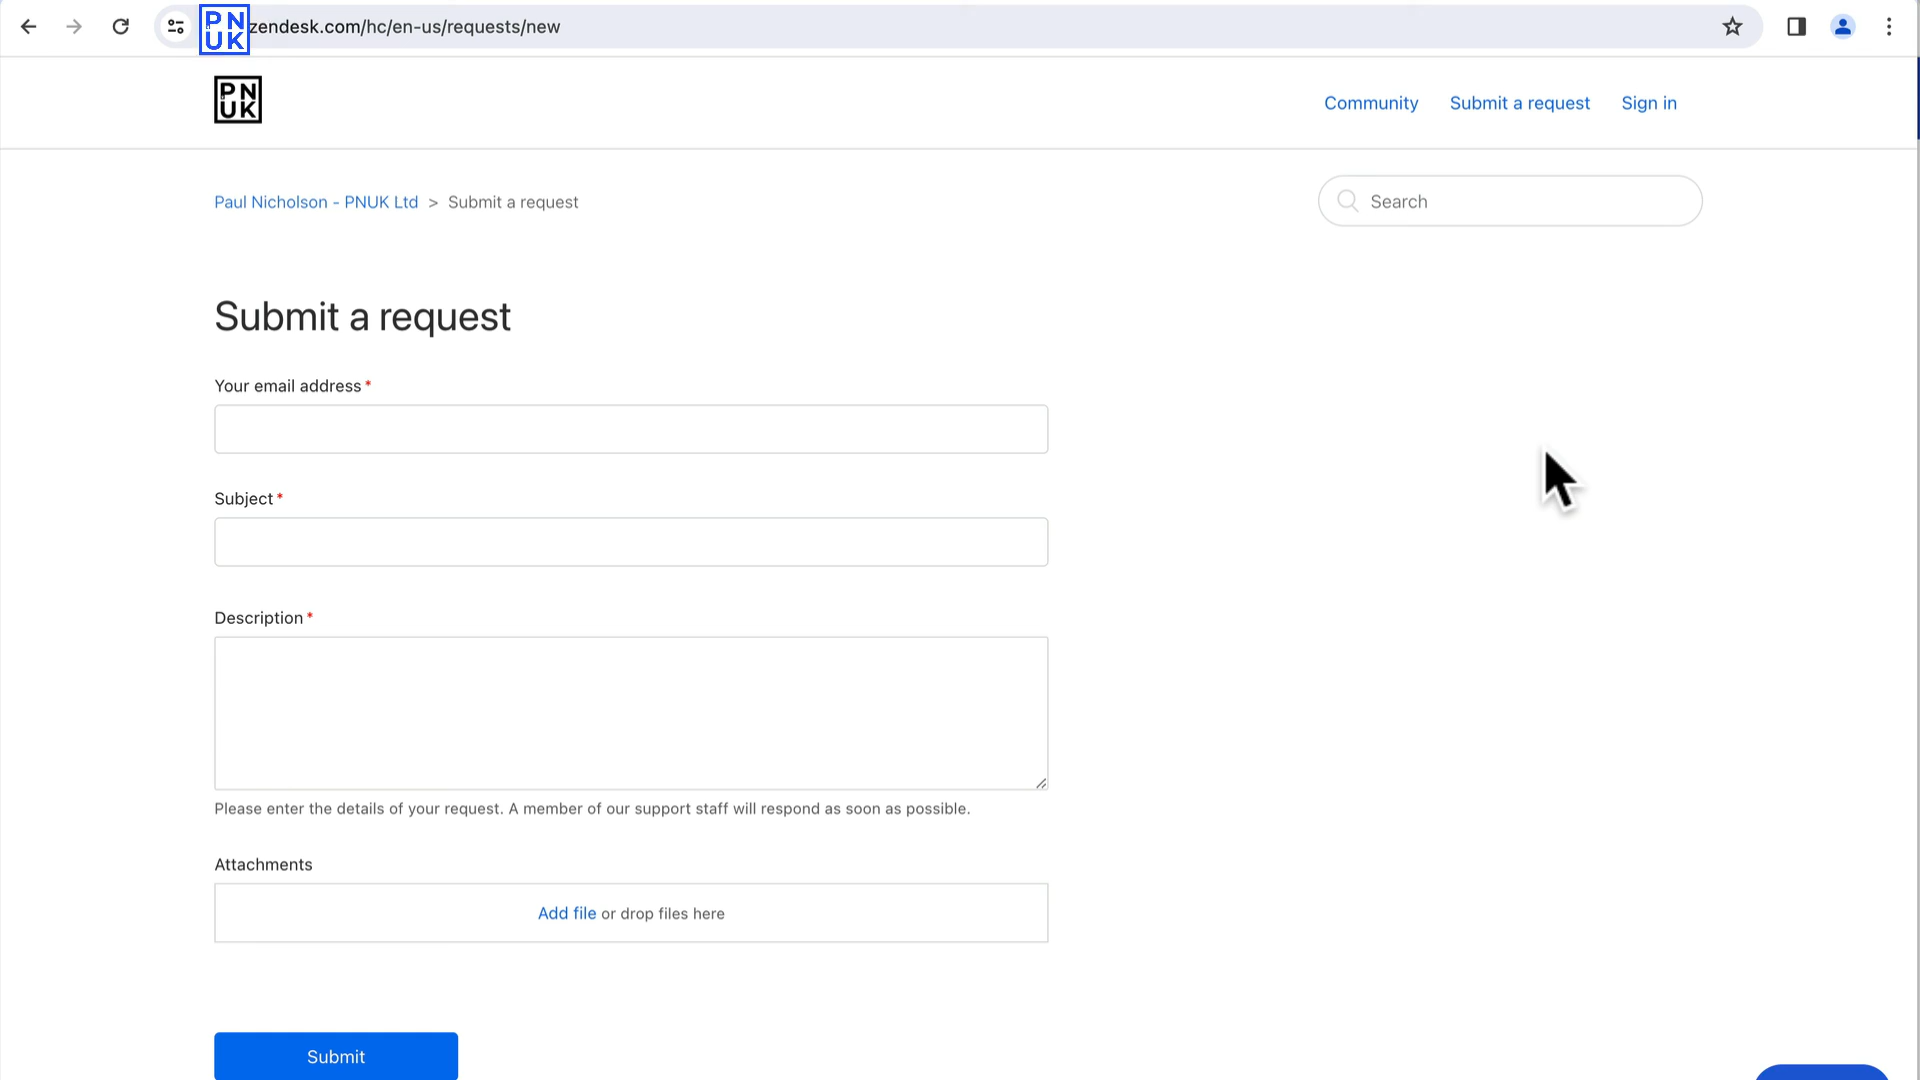 PN
UK
zendesk.com/hc/en-us/requests/new
PN
UK
Community
Submit a request
Sign in
Paul Nicholson - PNUK Ltd > Submit a request
Search
Submit a request
Your email address *
Subject *
Description *
Please enter the details of your request. A member of our support staff will respond as soon as possible.
Attachments
Add file or drop files here
Submit